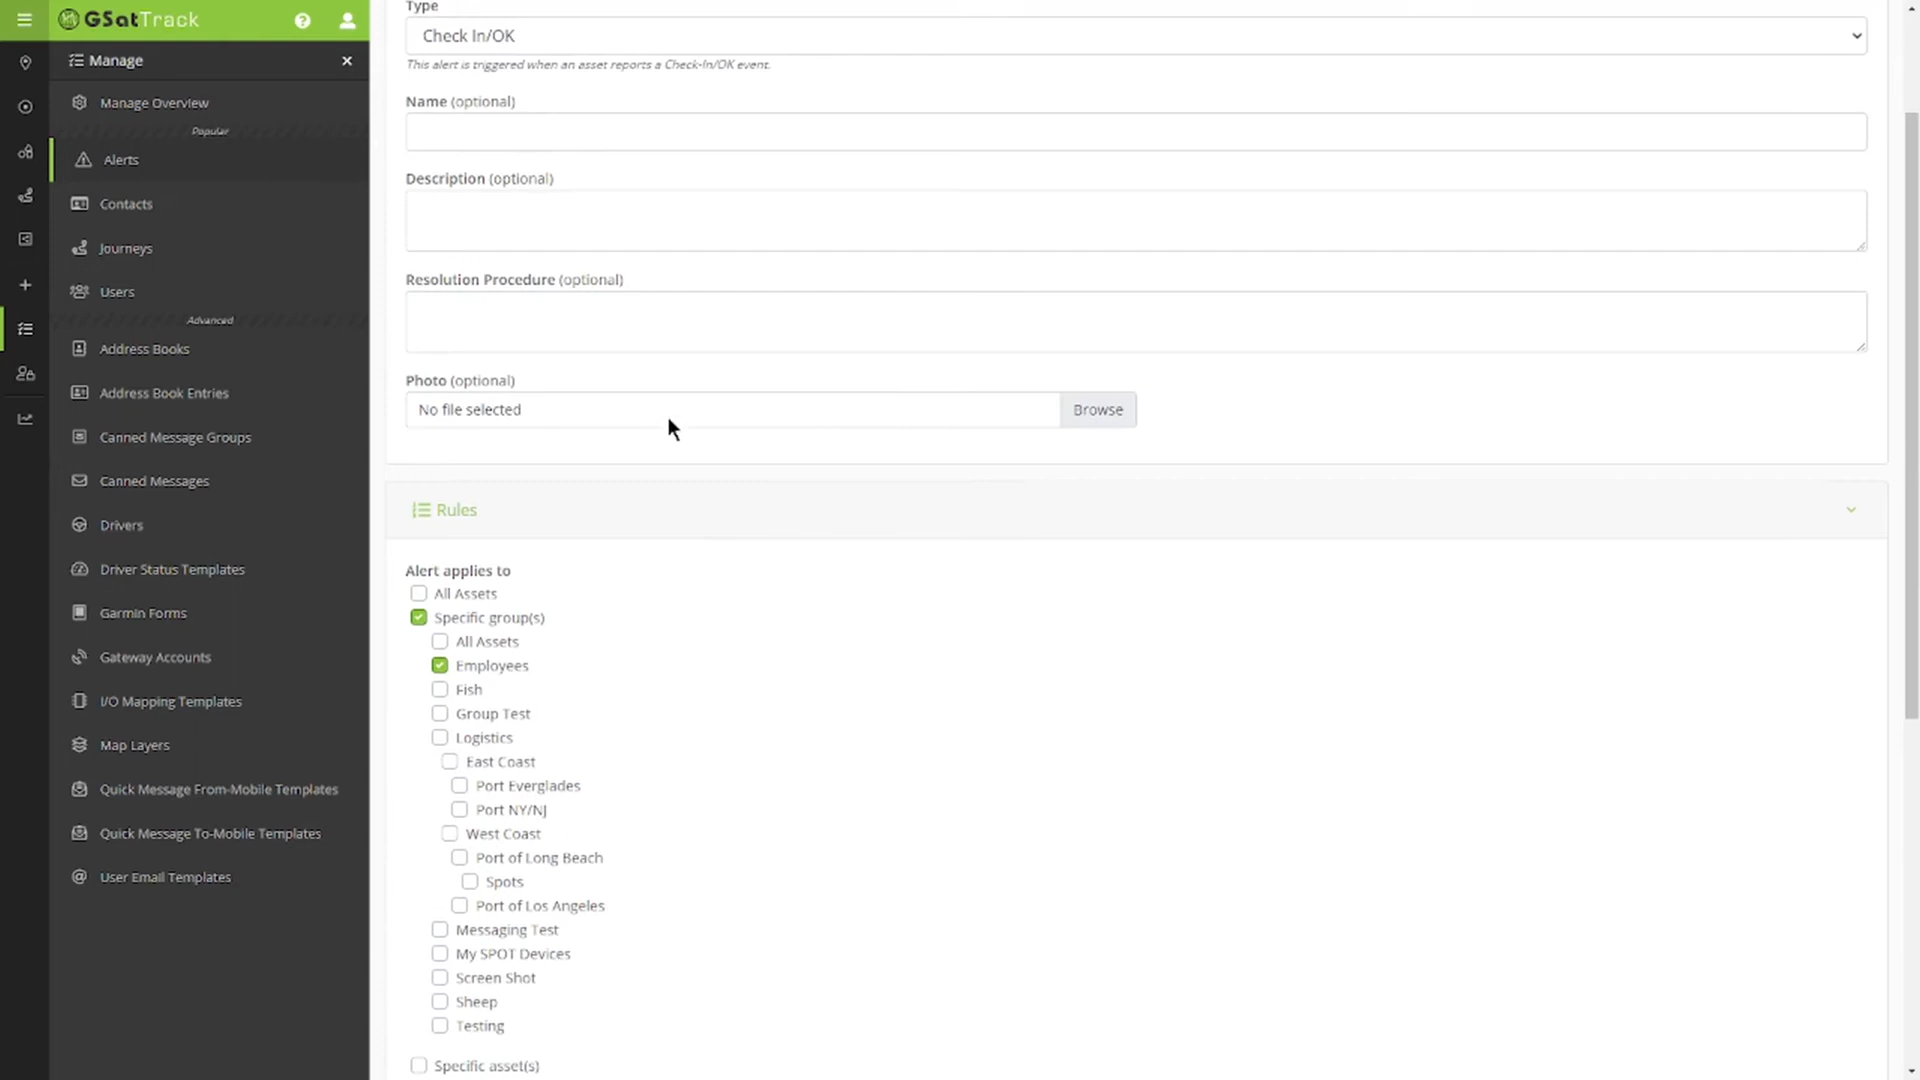 GSatTrack
Manage
Manage Overview
Popular
Alerts
Contacts
Journeys
Users
Advanced
Address Books
Address Book Entries
Canned Message Groups
Canned Messages
Drivers
Driver Status Templates
Garmin Forms
Gateway Accounts
I/O Mapping Templates
Map Layers
Quick Message From-Mobile Templates
Quick Message To-Mobile Templates
User Email Templates
Type
Check In/OK
This alert is triggered when an asset reports a Check-In/OK event.
Name (optional)
Description (optional)
Resolution Procedure (optional)
Photo (optional)
No file selected
Browse
Rules
Alert applies to
All Assets
Specific group(s)
All Assets
Employees
Fish
Group Test
Logistics
East Coast
Port Everglades
Port NY/NJ
West Coast
Port of Long Beach
Spots
Port of Los Angeles
Messaging Test
My SPOT Devices
Screen Shot
Sheep
Testing
Specific asset(s)